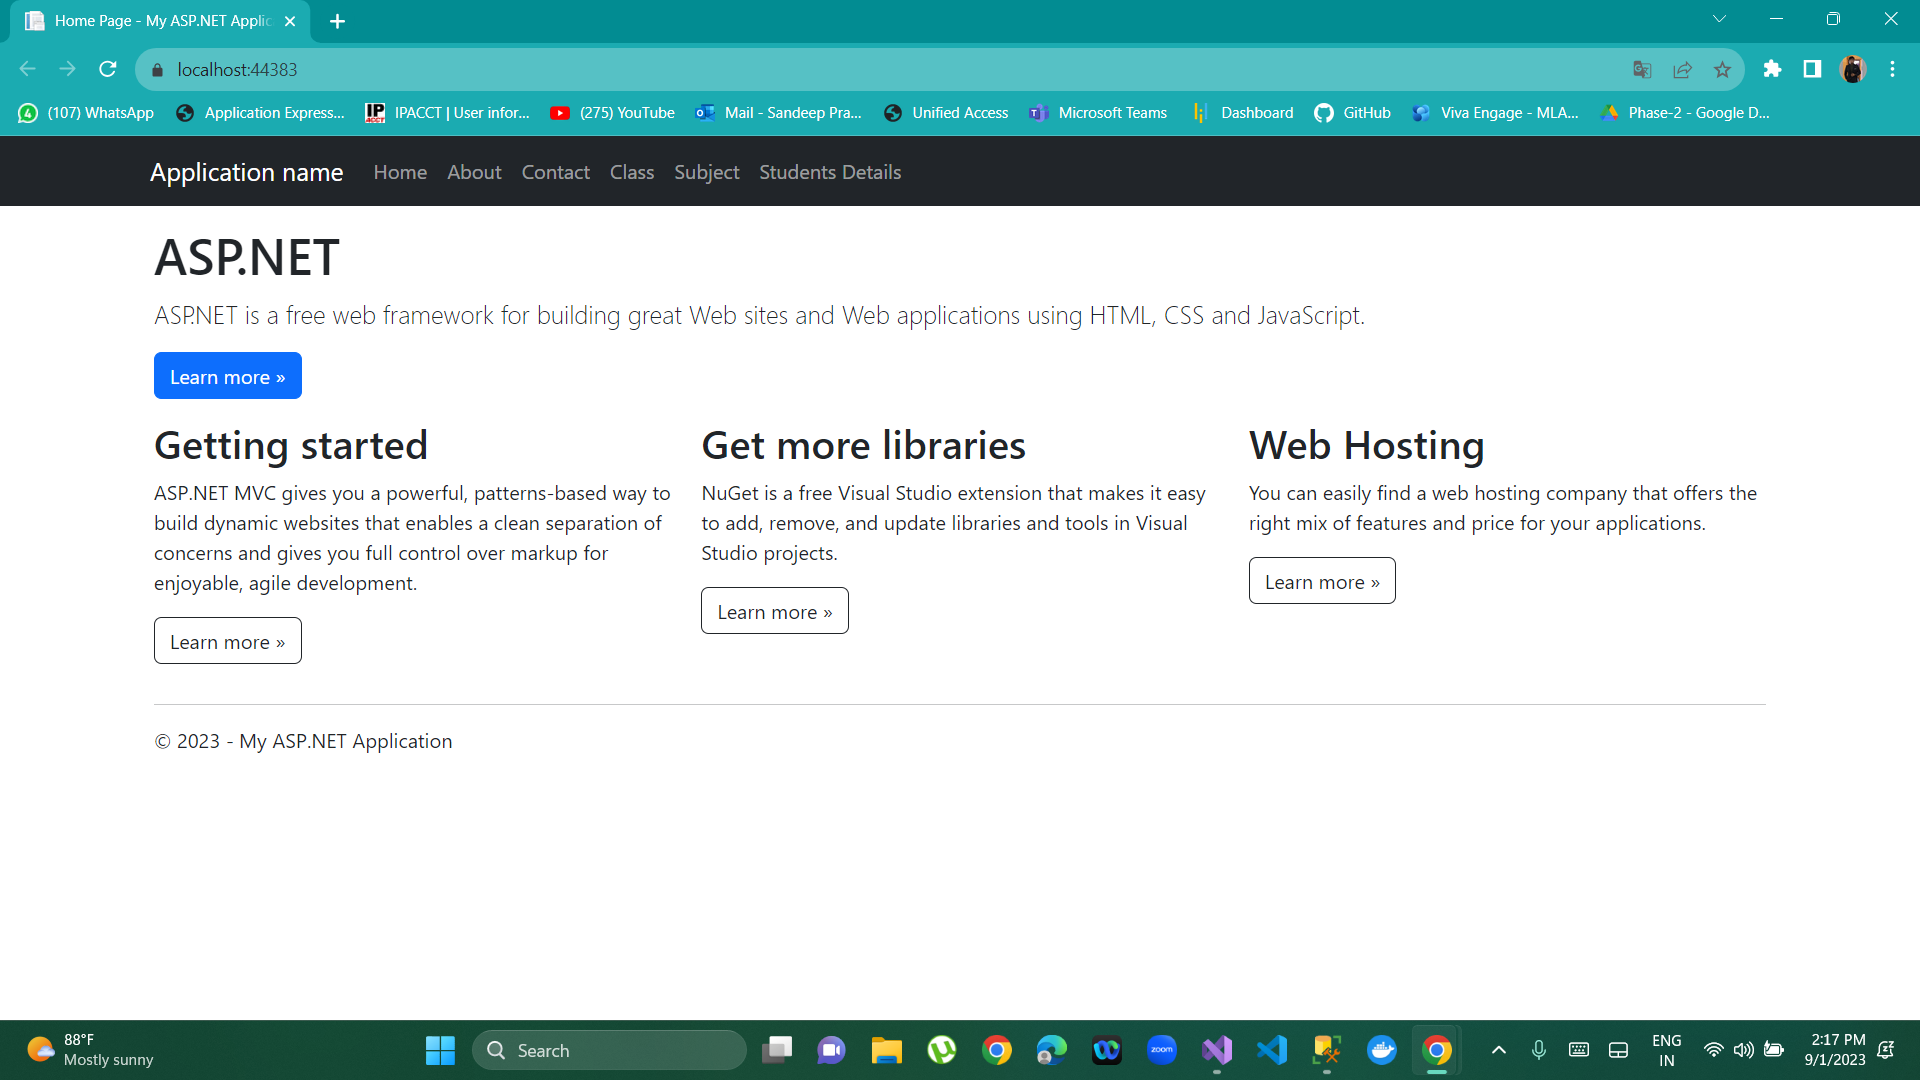 Home Page - My ASP.NET Applic
localhost:44383
(107) WhatsApp
Application Express...
IPACCT | User infor...
(275) YouTube
Mail - Sandeep Pra...
Unified Access
Microsoft Teams
Dashboard
GitHub
Viva Engage - MLA...
Phase-2 - Google D...
Application name
Home
About
Contact
Class
Subject
Students Details
ASP.NET
ASP.NET is a free web framework for building great Web sites and Web applications using HTML, CSS and JavaScript.
Learn more »
Getting started
ASP.NET MVC gives you a powerful, patterns-based way to
build dynamic websites that enables a clean separation of
concerns and gives you full control over markup for
enjoyable, agile development.
Learn more »
Get more libraries
NuGet is a free Visual Studio extension that makes it easy
to add, remove, and update libraries and tools in Visual
Studio projects.
Learn more »
Web Hosting
You can easily find a web hosting company that offers the
right mix of features and price for your applications.
Learn more »
© 2023 - My ASP.NET Application
88°F
Mostly sunny
Search
zoom
ENG
IN
2:17 PM
9/1/2023